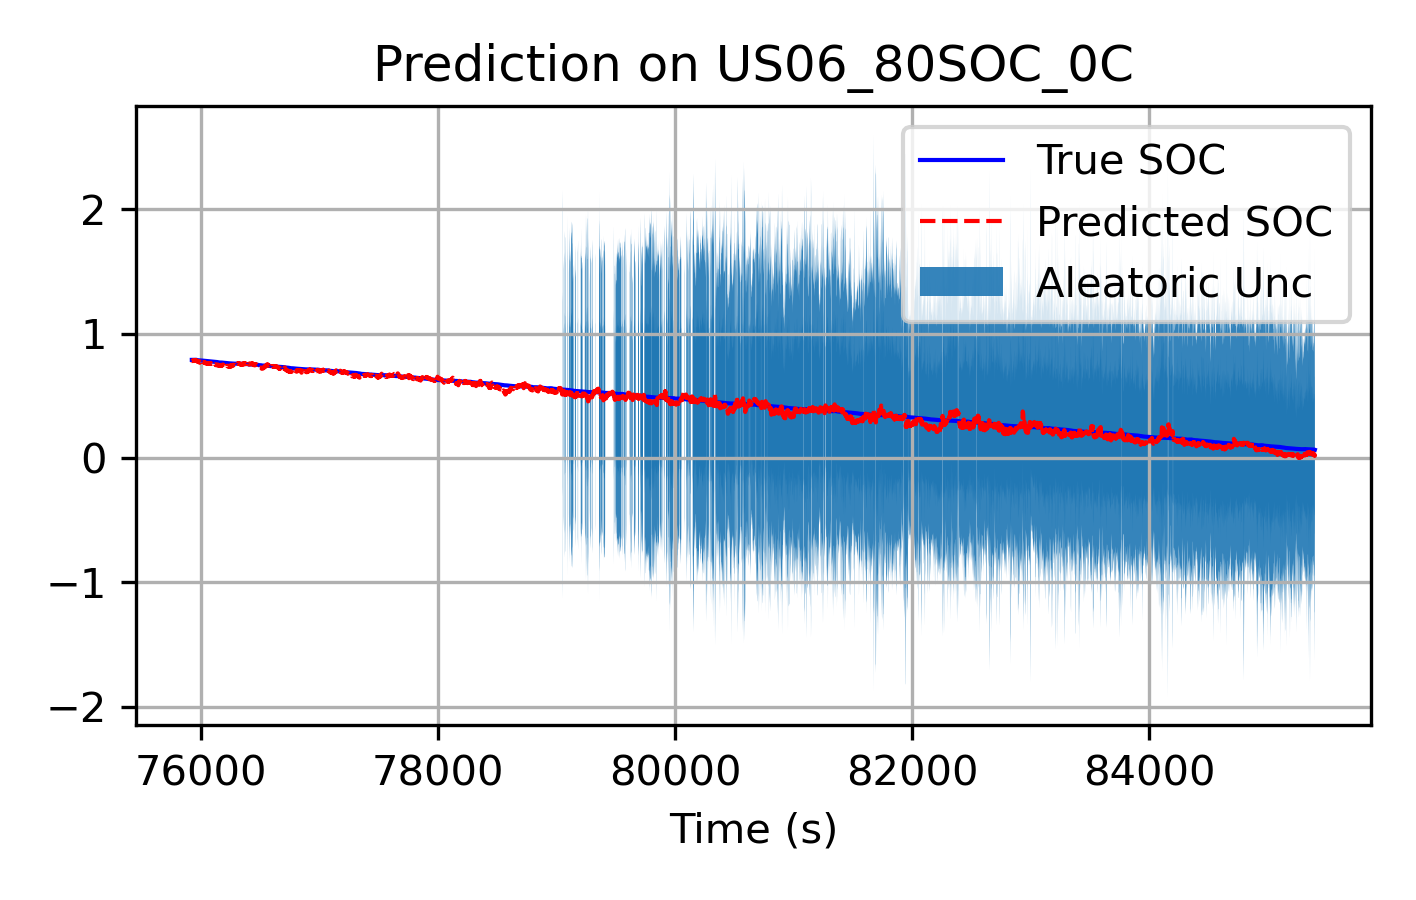 Prediction on US06_80SOC_0C
True SOC
Predicted SOC
Aleatoric Unc
2
1
0
−1
−2
76000 78000 80000 82000 84000
Time (s)